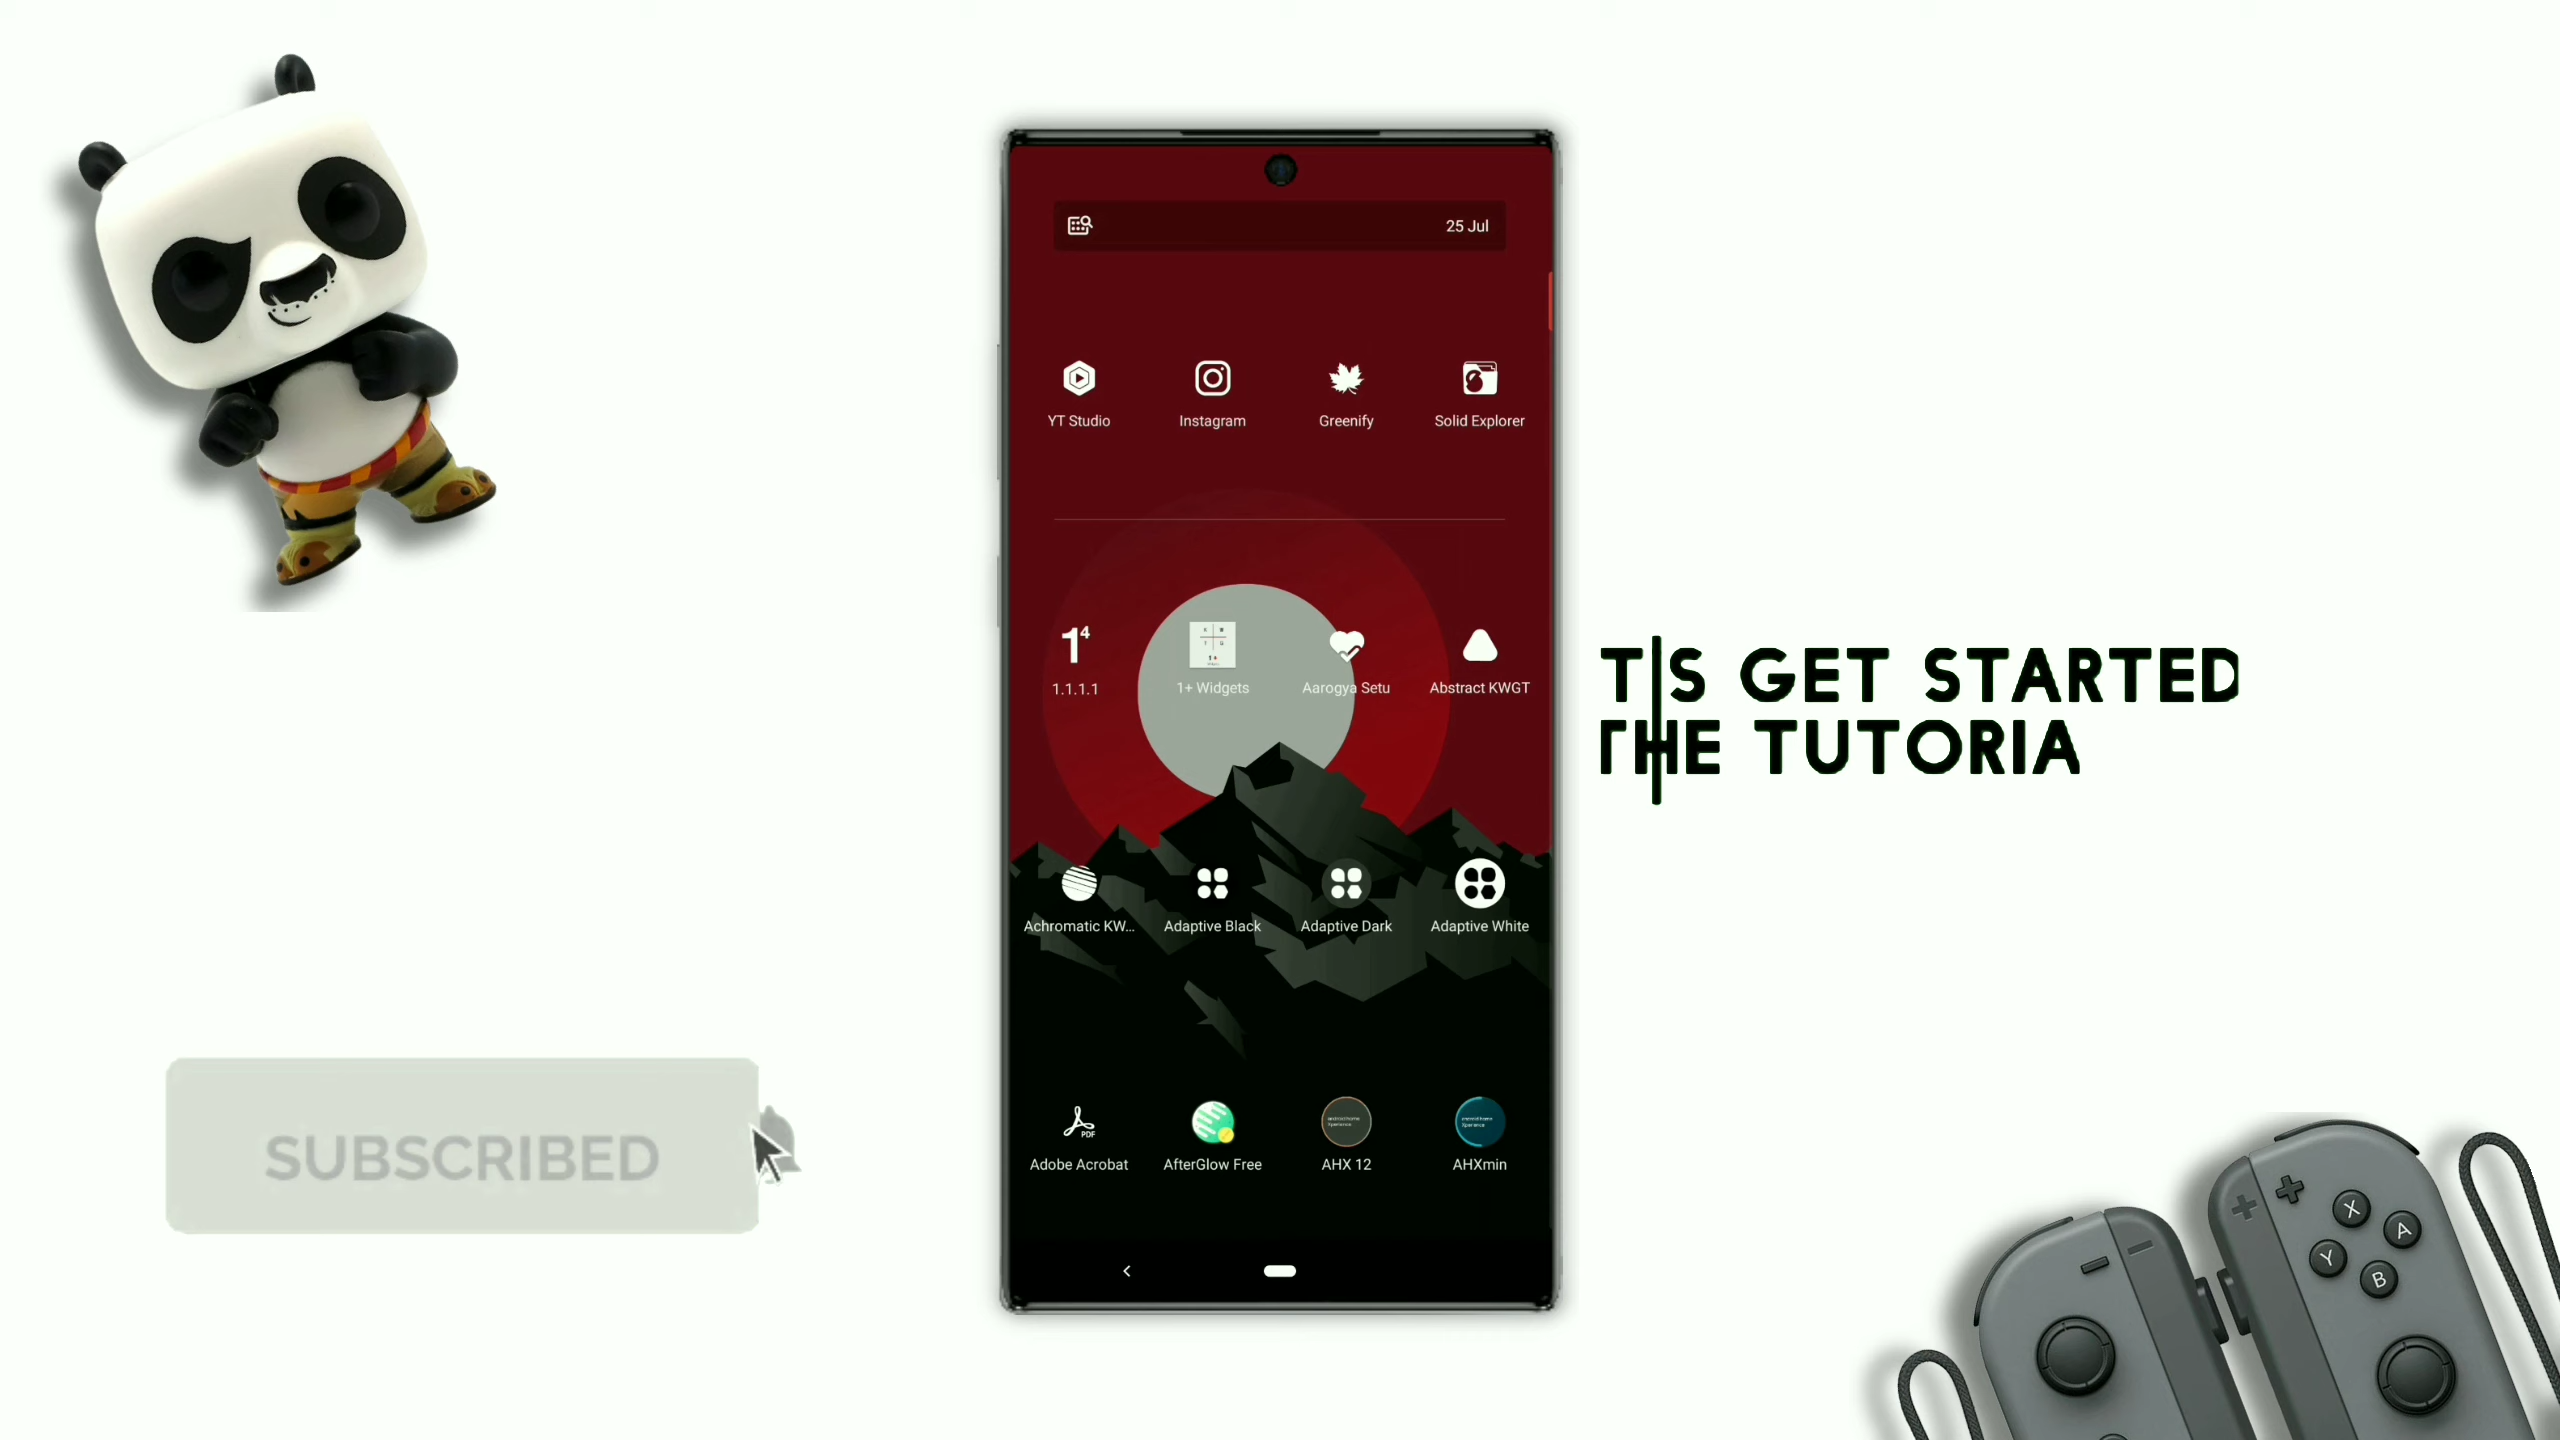 25 Jul
YT Studio
Instagram
Greenify
Solid Explorer
1⁴
1.1.1.1
1+ Widgets
Aarogya Setu
Abstract KWGT
Achromatic KW...
Adaptive Black
Adaptive Dark
Adaptive White
PDF
Adobe Acrobat
AfterGlow Free
AHX 12
AHXmin
T|S GET STARTED
THE TUTORIA
SUBSCRIBED
X
A
Y
B